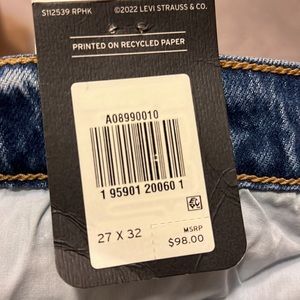 S112539 RPHK ©2022 LEVI STRAUSS & CO.
PRINTED ON RECYCLED PAPER
A08990010
1 95901 20060 1
27 X 32
MSRP
$98.00